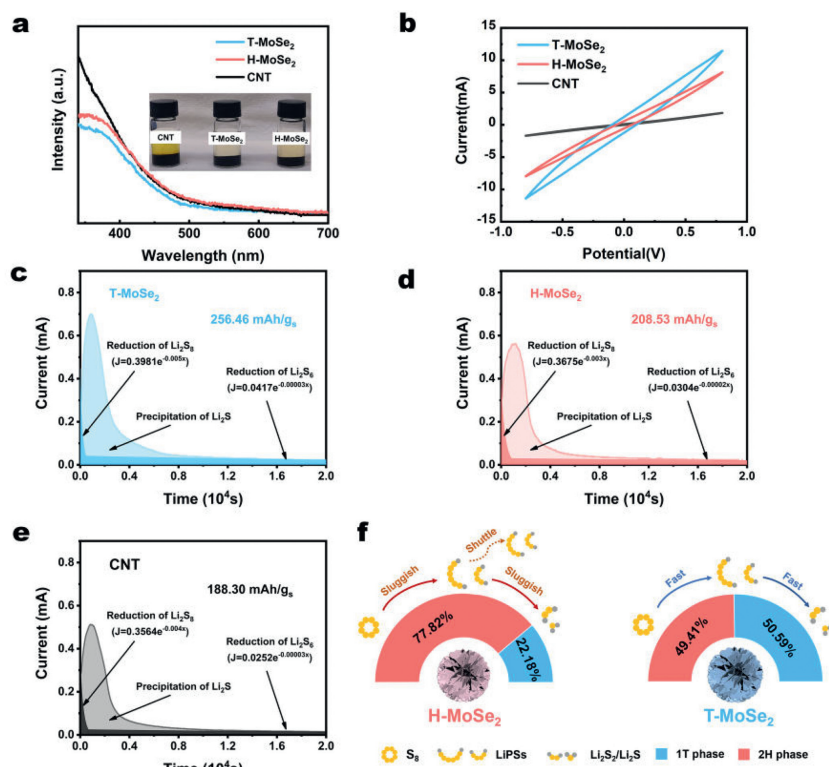 a
T-MoSe₂
H-MoSe₂
CNT
CNT
T-MoSe₂
H-MoSe₂
Intensity (a.u.)
400 500 600 700
Wavelength (nm)
b
T-MoSe₂
H-MoSe₂
CNT
Current(mA)
15
10
5
0
-5
-10
-15
-1.0 -0.5 0.0 0.5 1.0
Potential(V)
c
T-MoSe₂
256.46 mAh/gₛ
Reduction of Li₂S₈
(J=0.3981e⁻⁰·⁰⁰⁵ˣ)
Reduction of Li₂S₆
(J=0.0417e⁻⁰·⁰⁰⁰⁰³ˣ)
Precipitation of Li₂S
Current (mA)
0.8
0.6
0.4
0.2
0.0
0.0 0.4 0.8 1.2 1.6 2.0
Time (10⁴s)
d
H-MoSe₂
208.53 mAh/gₛ
Reduction of Li₂S₈
(J=0.3675e⁻⁰·⁰⁰³ˣ)
Reduction of Li₂S₆
(J=0.0304e⁻⁰·⁰⁰⁰⁰²ˣ)
Precipitation of Li₂S
Current (mA)
0.8
0.6
0.4
0.2
0.0
0.0 0.4 0.8 1.2 1.6 2.0
Time (10⁴s)
e
CNT
188.30 mAh/gₛ
Reduction of Li₂S₈
(J=0.3564e⁻⁰·⁰⁰⁴ˣ)
Reduction of Li₂S₆
(J=0.0252e⁻⁰·⁰⁰⁰⁰³ˣ)
Precipitation of Li₂S
Current (mA)
0.8
0.6
0.4
0.2
0.0
0.0 0.4 0.8 1.2 1.6 2.0
Time (10⁴s)
f
Sluggish
Shuttle
Sluggish
77.82%
22.18%
H-MoSe₂
Fast
Fast
49.41%
50.59%
T-MoSe₂
S₈ LiPSs Li₂S₂/Li₂S 1T phase 2H phase